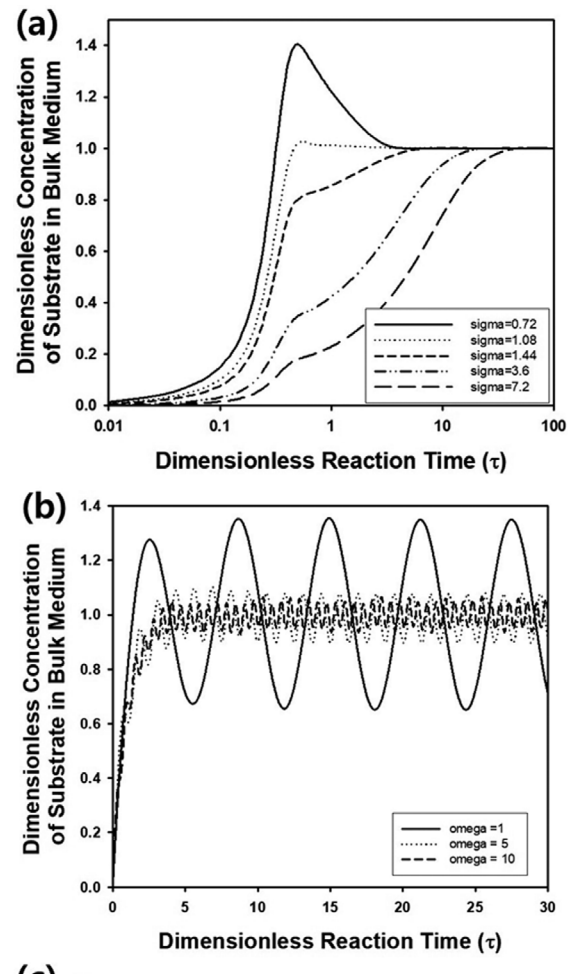 (a)
Dimensionless Concentration
of Substrate in Bulk Medium
1.4
1.2
1.0
0.8
0.6
0.4
0.2
0.0
sigma=0.72
sigma=1.08
sigma=1.44
sigma=3.6
sigma=7.2
0.01 0.1 1 10 100
Dimensionless Reaction Time (τ)
(b)
Dimensionless Concentration
of Substrate in Bulk Medium
1.4
1.2
1.0
0.8
0.6
0.4
0.2
0.0
omega =1
omega = 5
omega = 10
0 5 10 15 20 25 30
Dimensionless Reaction Time (τ)